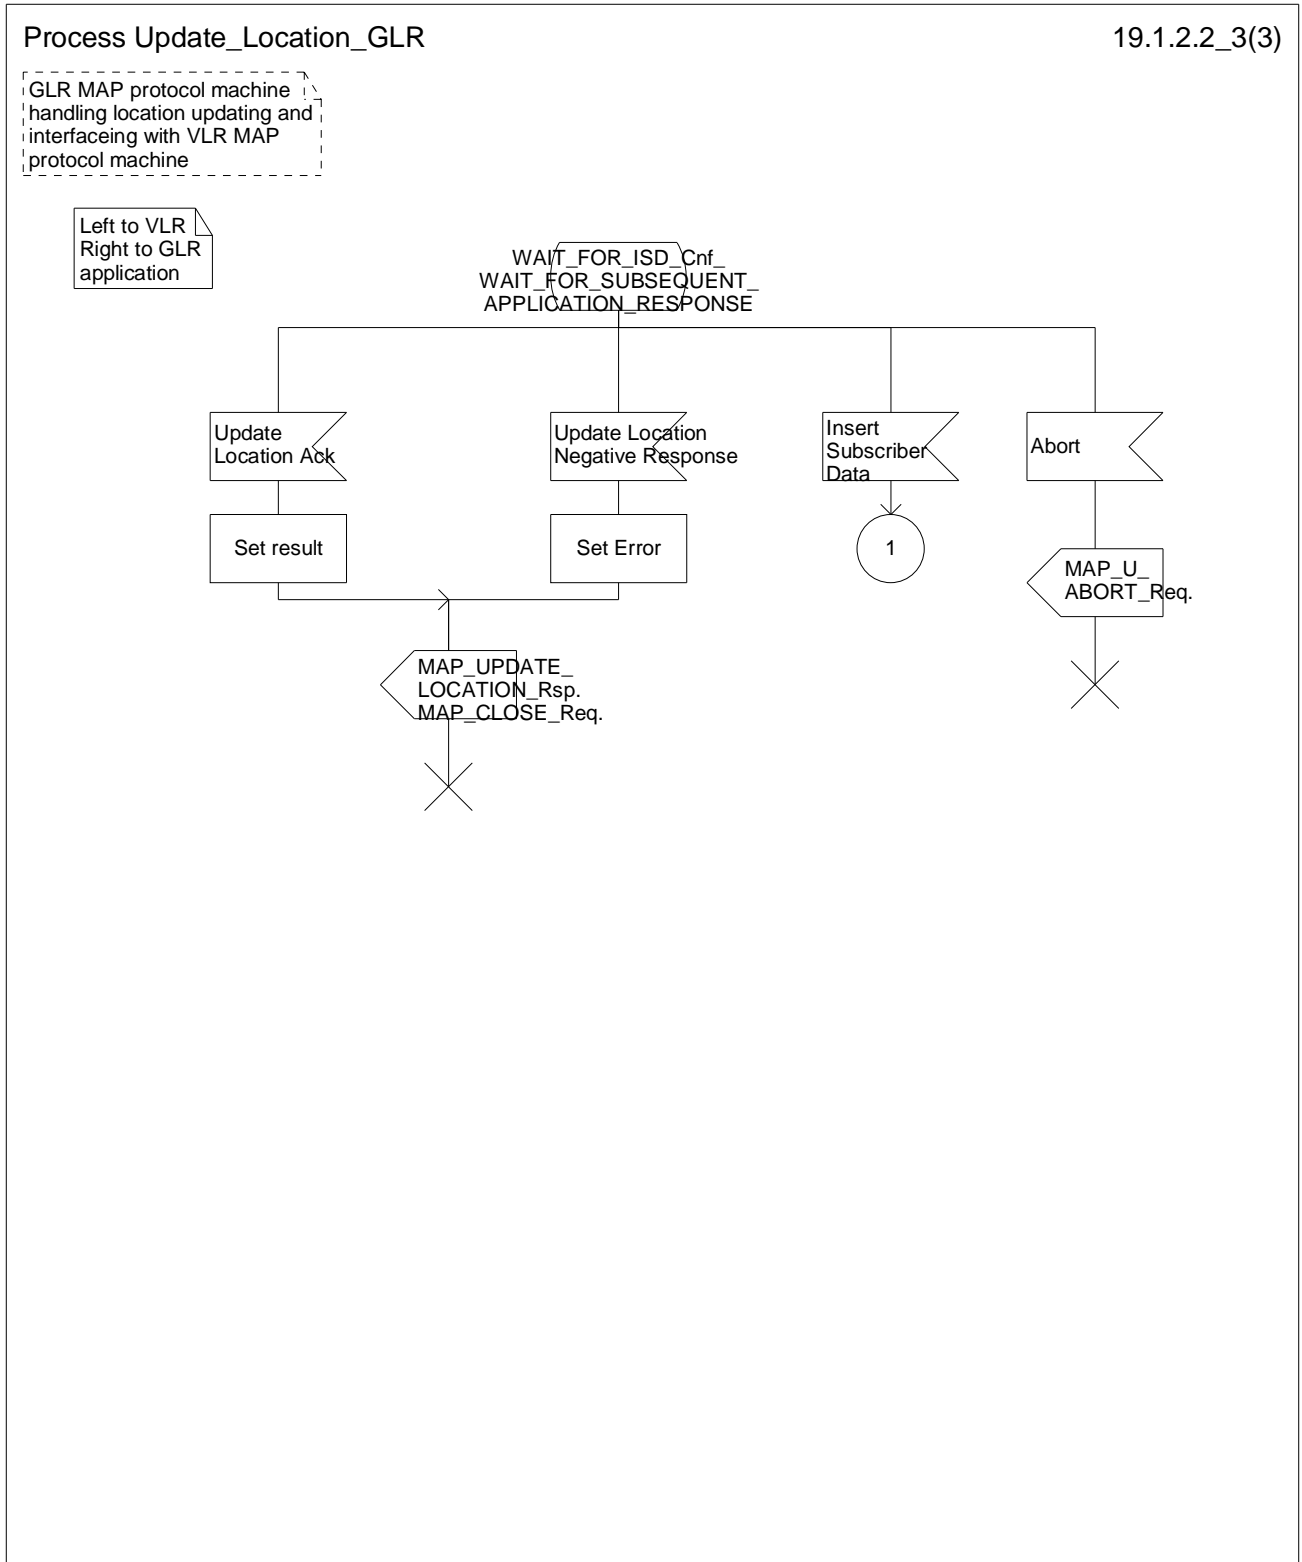 Process Update_Location_GLR
19.1.2.2_3(3)
GLR MAP protocol machine
handling location updating and
interfaceing with VLR MAP
protocol machine
Left to VLR
Right to GLR
application
WAIT_FOR_ISD_Cnf_
WAIT_FOR_SUBSEQUENT_
APPLICATION_RESPONSE
Update
Location Ack
Update Location
Negative Response
Insert
Subscriber
Data
Abort
Set result
Set Error
1
MAP_U_
ABORT_Req.
MAP_UPDATE_
LOCATION_Rsp.
MAP_CLOSE_Req.